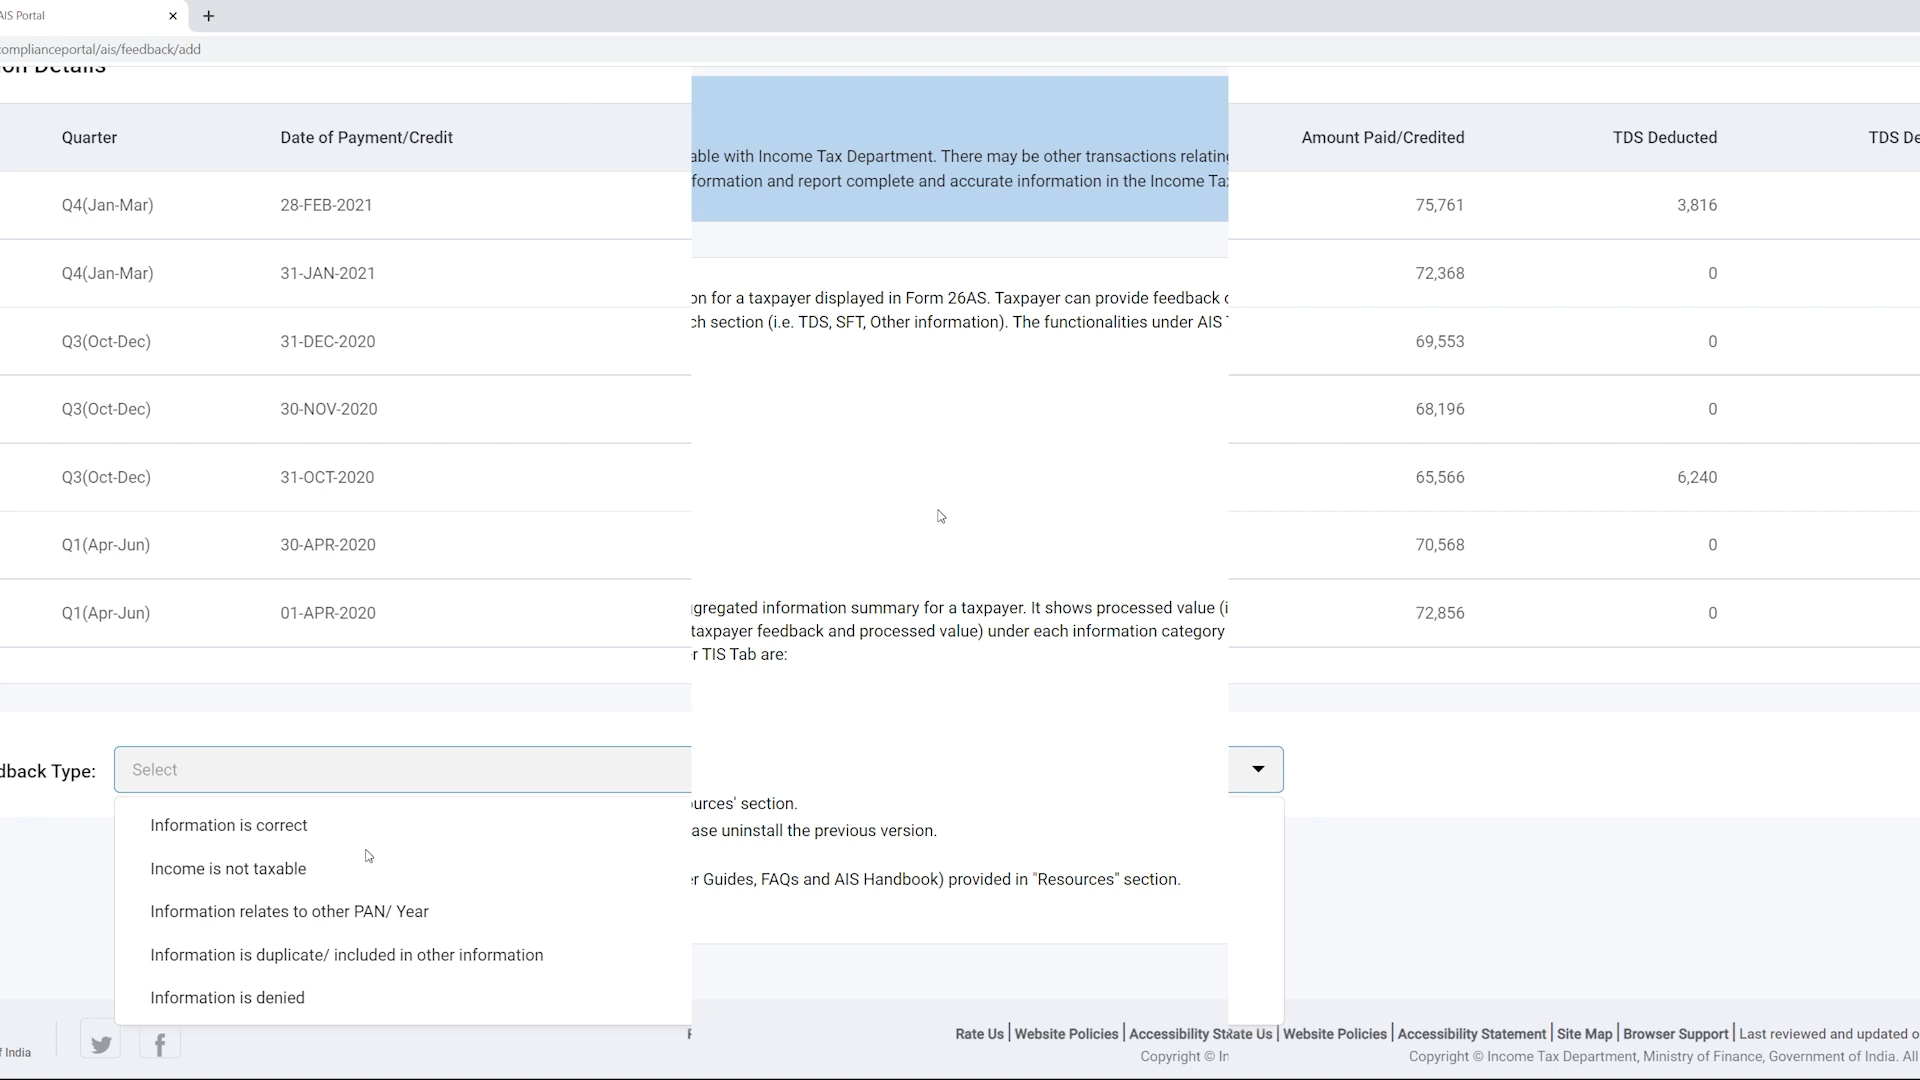 AIS Portal
complianceportal/ais/feedback/add
on Details
Quarter Date of Payment/Credit Amount Paid/Credited TDS Deducted TDS De
Q4(Jan-Mar) 28-FEB-2021 75,761 3,816
Q4(Jan-Mar) 31-JAN-2021 72,368 0
Q3(Oct-Dec) 31-DEC-2020 69,553 0
Q3(Oct-Dec) 30-NOV-2020 68,196 0
Q3(Oct-Dec) 31-OCT-2020 65,566 6,240
Q1(Apr-Jun) 30-APR-2020 70,568 0
Q1(Apr-Jun) 01-APR-2020 72,856 0
able with Income Tax Department. There may be other transactions relating
formation and report complete and accurate information in the Income Tax
on for a taxpayer displayed in Form 26AS. Taxpayer can provide feedback o
ch section (i.e. TDS, SFT, Other information). The functionalities under AIS T
ggregated information summary for a taxpayer. It shows processed value (i
taxpayer feedback and processed value) under each information category
r TIS Tab are:
urces' section.
ase uninstall the previous version.
r Guides, FAQs and AIS Handbook) provided in "Resources" section.
dback Type: Select
Information is correct
Income is not taxable
Information relates to other PAN/ Year
Information is duplicate/ included in other information
Information is denied
f India
Rate Us | Website Policies | Accessibility St
ate Us | Website Policies | Accessibility Statement | Site Map | Browser Support | Last reviewed and updated o
Copyright © In
Copyright © Income Tax Department, Ministry of Finance, Government of India. All